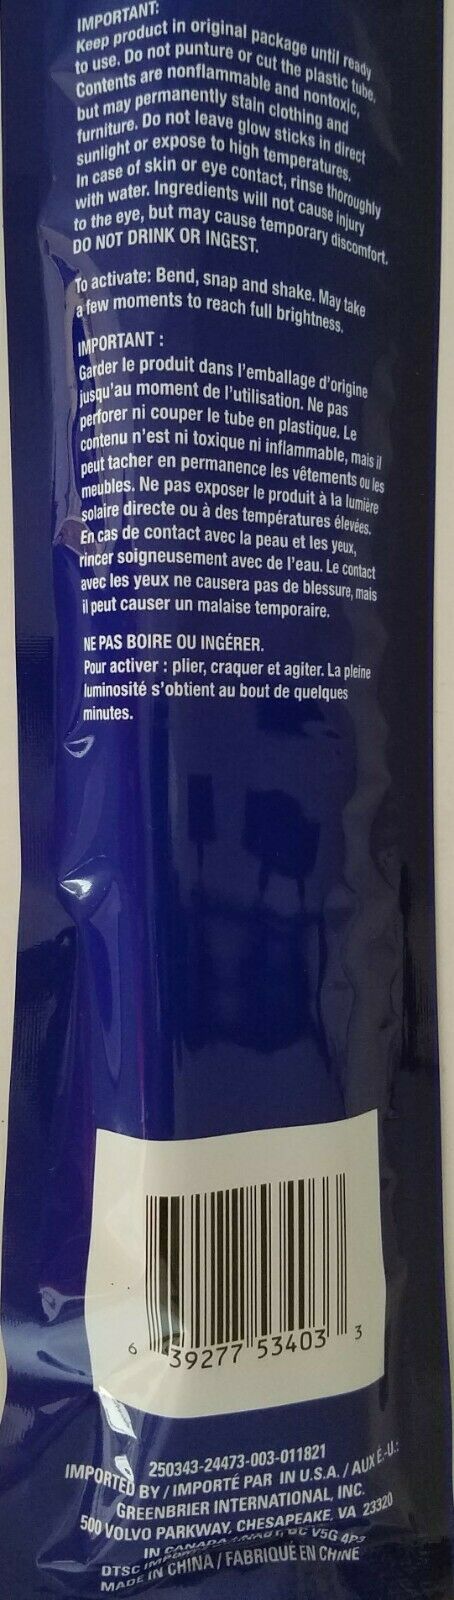 IMPORTANT:
Keep product in original package until ready
to use. Do not punture or cut the plastic tube.
Contents are nonflammable and nontoxic,
but may permanently stain clothing and
furniture. Do not leave glow sticks in direct
sunlight or expose to high temperatures.
In case of skin or eye contact, rinse thoroughly
with water. Ingredients will not cause injury
to the eye, but may cause temporary discomfort.
DO NOT DRINK OR INGEST.
To activate: Bend, snap and shake. May take
a few moments to reach full brightness.
IMPORTANT :
Garder le produit dans l'emballage d'origine
jusqu'au moment de l'utilisation. Ne pas
perforer ni couper le tube en plastique. Le
contenu n'est ni toxique ni inflammable, mais il
peut tacher en permanence les vêtements ou les
meubles. Ne pas exposer le produit à la lumière
solaire directe ou à des températures élevées.
En cas de contact avec la peau et les yeux,
rincer soigneusement avec de l'eau. Le contact
avec les yeux ne causera pas de blessure, mais
il peut causer un malaise temporaire.
NE PAS BOIRE OU INGÉRER.
Pour activer : plier, craquer et agiter. La pleine
luminosité s'obtient au bout de quelques
minutes.
6 39277 53403 3
250343-24473-003-011821
IMPORTED BY / IMPORTÉ PAR IN U.S.A. / AUX É.-U.:
GREENBRIER INTERNATIONAL, INC.
500 VOLVO PARKWAY, CHESAPEAKE, VA 23320
IN CANADA BC V5G 4P3
DTSC
MADE IN CHINA / FABRIQUÉ EN CHINE